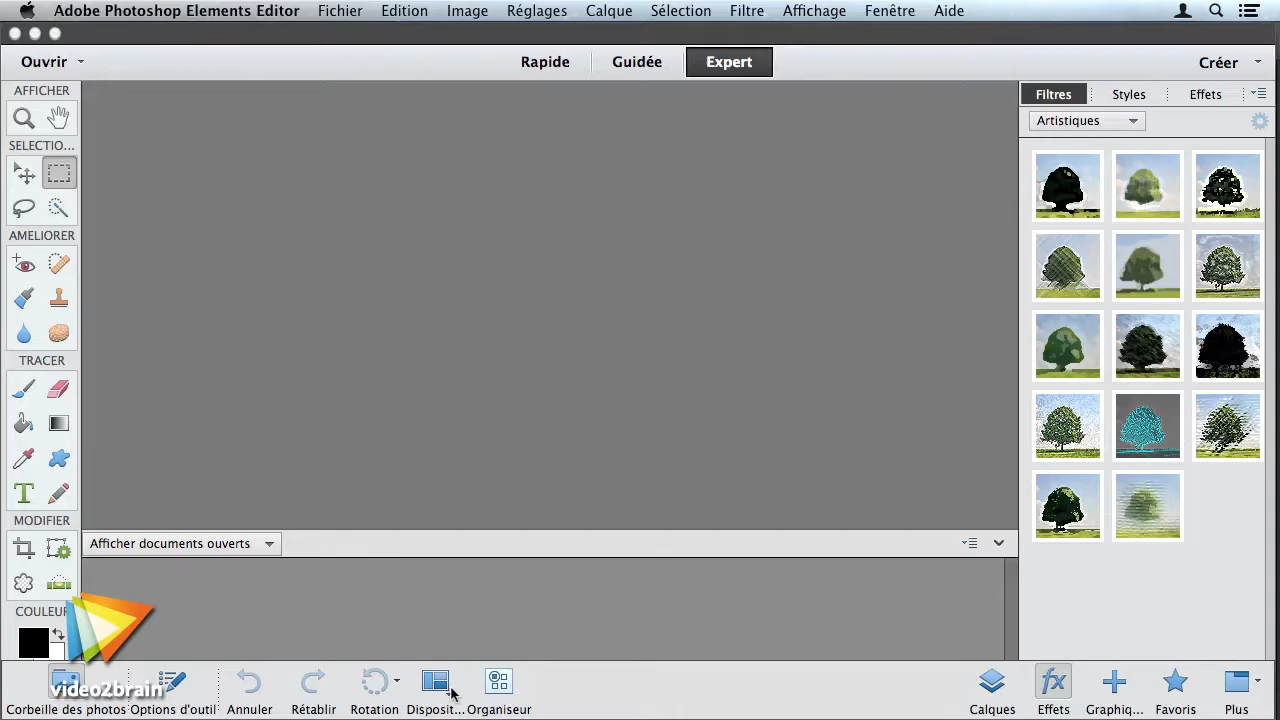 Adobe Photoshop Elements Editor Fichier Edition Image Réglages Calque Sélection Filtre Affichage Fenêtre Aide
Ouvrir Rapide Guidée Expert Créer
AFFICHER
Filtres Styles Effets
Artistiques
SELECTIO...
AMELIORER
TRACER
T
MODIFIER
Afficher documents ouverts
COULEUR
fx
video2brain
Corbeille des photos Options d'outil Annuler Rétablir Rotation Disposit... Organiseur Calques Effets Graphiq... Favoris Plus